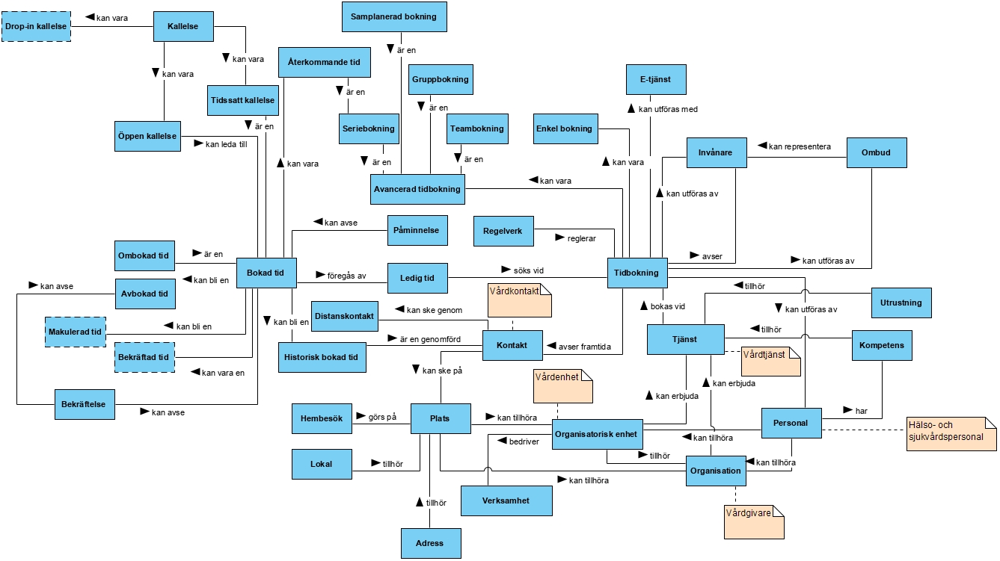 Samplanerad bokning
Drop-in kallelse
kan vara
Kallelse
är en
kan vara
kan vara
Återkommande tid
Gruppbokning
E-tjänst
är en
Tidssatt kallelse
är en
kan utföras med
är en
Seriebokning
Teambokning
Enkel bokning
Öppen kallelse
kan leda till
Invånare
kan representera
Ombud
kan vara
är en
är en
kan vara
Avancerad tidbokning
kan vara
kan utföras av
Påminnelse
kan avse
Regelverk
reglerar
Ombokad tid
är en
Bokad tid
avser
kan utföras av
föregås av
Ledig tid
söks vid
Tidbokning
kan bli en
kan avse
Avbokad tid
Vårdkontakt
tillhör
Utrustning
Distanskontakt
kan ske genom
bokas vid
kan utföras av
kan bli en
Makulerad tid
kan bli en
tillhör
är en genomförd
Kontakt
avser framtida
Tjänst
Kompetens
Bekräftad tid
Historisk bokad tid
Vårdtjänst
kan vara en
kan ske på
Vårdenhet
kan erbjuda
kan erbjuda
Bekräftelse
kan avse
Hembesök
görs på
Plats
kan tillhöra
Organisatorisk enhet
har
Personal
Hälso- och
sjukvårdspersonal
bedriver
kan tillhöra
tillhör
Lokal
tillhör
Organisation
kan tillhöra
kan tillhöra
Verksamhet
tillhör
Vårdgivare
Adress